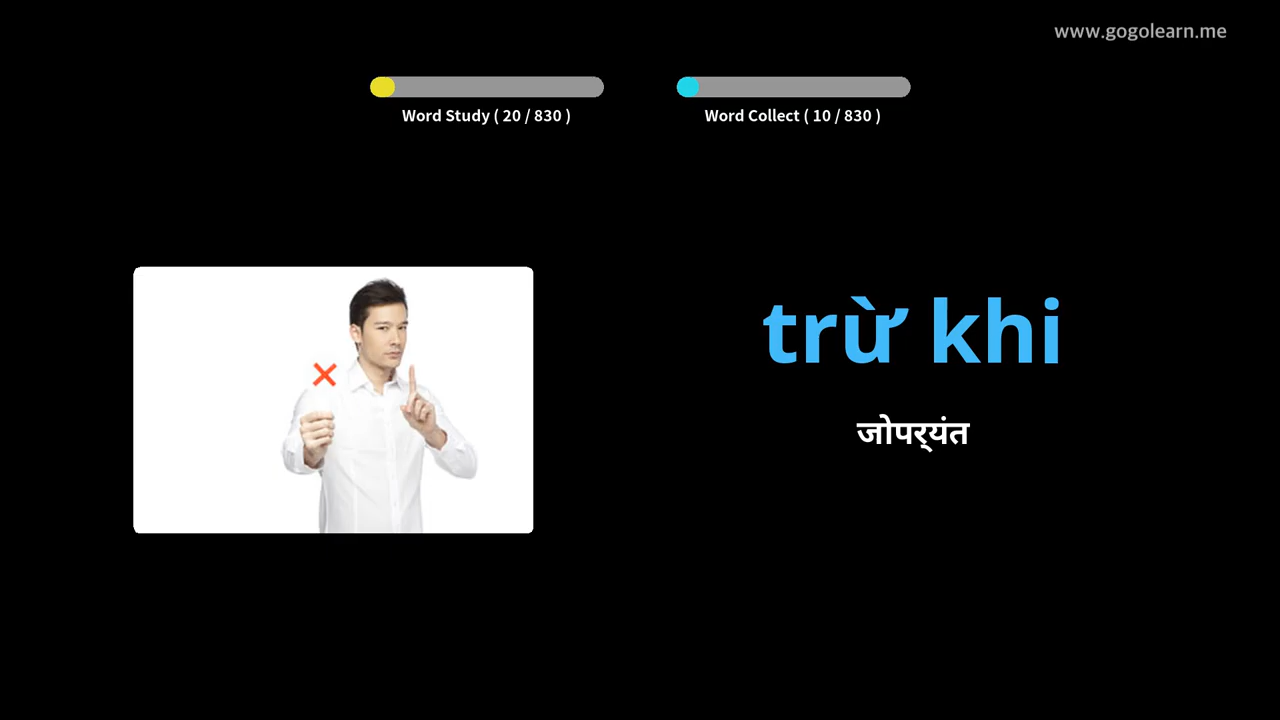 www.gogolearn.me
Word Study ( 20 / 830 )
Word Collect ( 10 / 830 )
trừ khi
जोपर्यंत